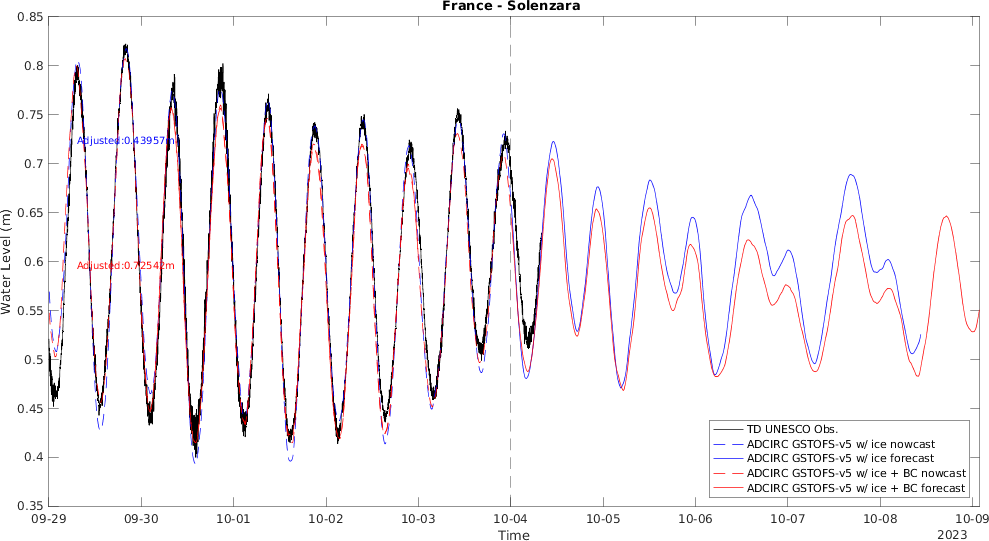 France - Solenzara
0.85
0.8
0.75
0.7
0.65
0.6
0.55
0.5
0.45
0.4
0.35
Water Level (m)
Adjusted:0.43957m
Adjusted:0.72542m
TD UNESCO Obs.
ADCIRC GSTOFS-v5 w/ ice nowcast
ADCIRC GSTOFS-v5 w/ ice forecast
ADCIRC GSTOFS-v5 w/ ice + BC nowcast
ADCIRC GSTOFS-v5 w/ ice + BC forecast
09-29 09-30 10-01 10-02 10-03 10-04 10-05 10-06 10-07 10-08 10-09
Time
2023